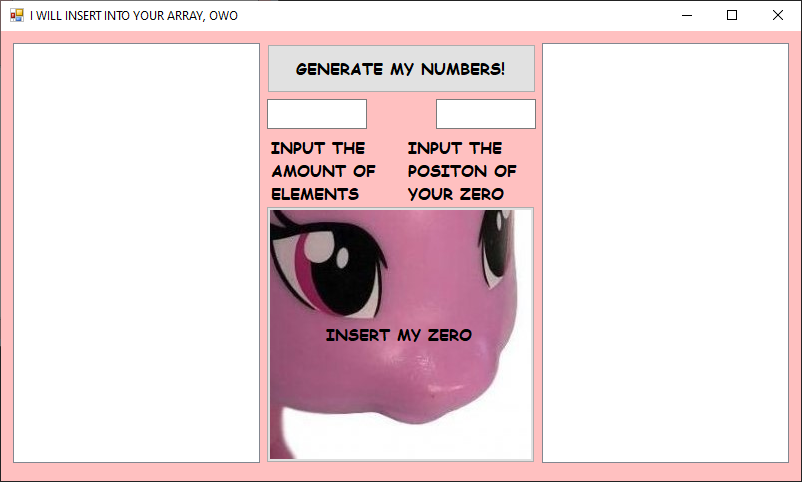 I WILL INSERT INTO YOUR ARRAY, OWO
GENERATE MY NUMBERS!
INPUT THE
AMOUNT OF
ELEMENTS
INPUT THE
POSITON OF
YOUR ZERO
INSERT MY ZERO